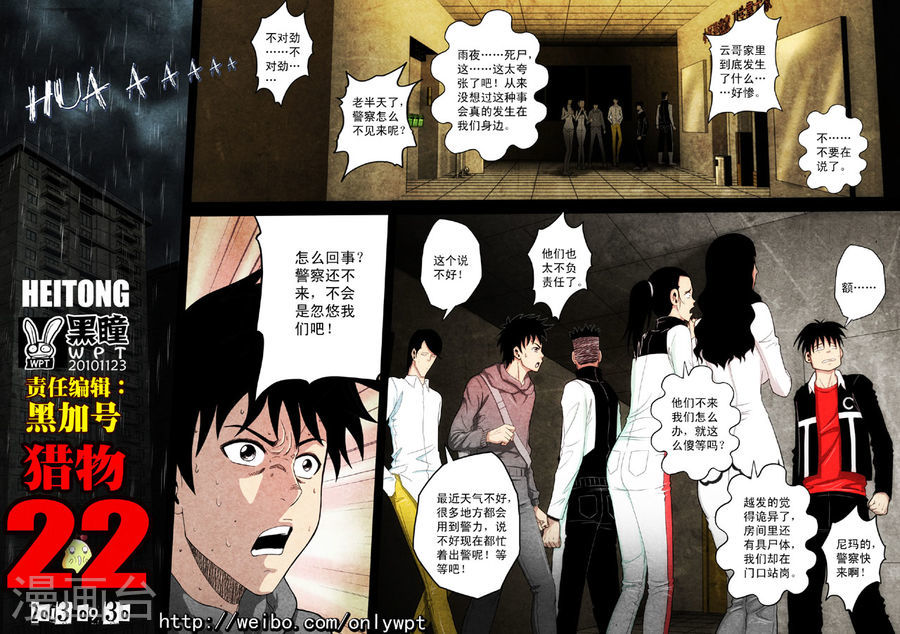 HUA A A A A A
HEITONG
WPT
黑瞳
WPT
20101123
责任编辑：
黑加号
猎物
22
漫画台
不对劲
……不
对劲…
…
老半天了，
警察怎么
不见来呢？
雨夜……死尸，
这……这太夸
张了吧！从来
没想过这种事
会真的发生在
我们身边。
云哥家里
到底发生
了什么…
…好惨。
不……
不要在
说了。
怎么回事？
警察还不
来，不会
是忽悠我
们吧！
这个说
不好！
他们也
太不负
责任了。
额……
最近天气不好，
很多地方都会
用到警力，说
不好现在都忙
着出警呢！等
等吧！
他们不来
我们怎么
办，就这
么傻等吗？
越发的觉
得诡异了，
房间里还
有具尸体，
我们却在
门口站岗。
尼玛的，
警察快
来啊！
http://weibo.com/onlywpt